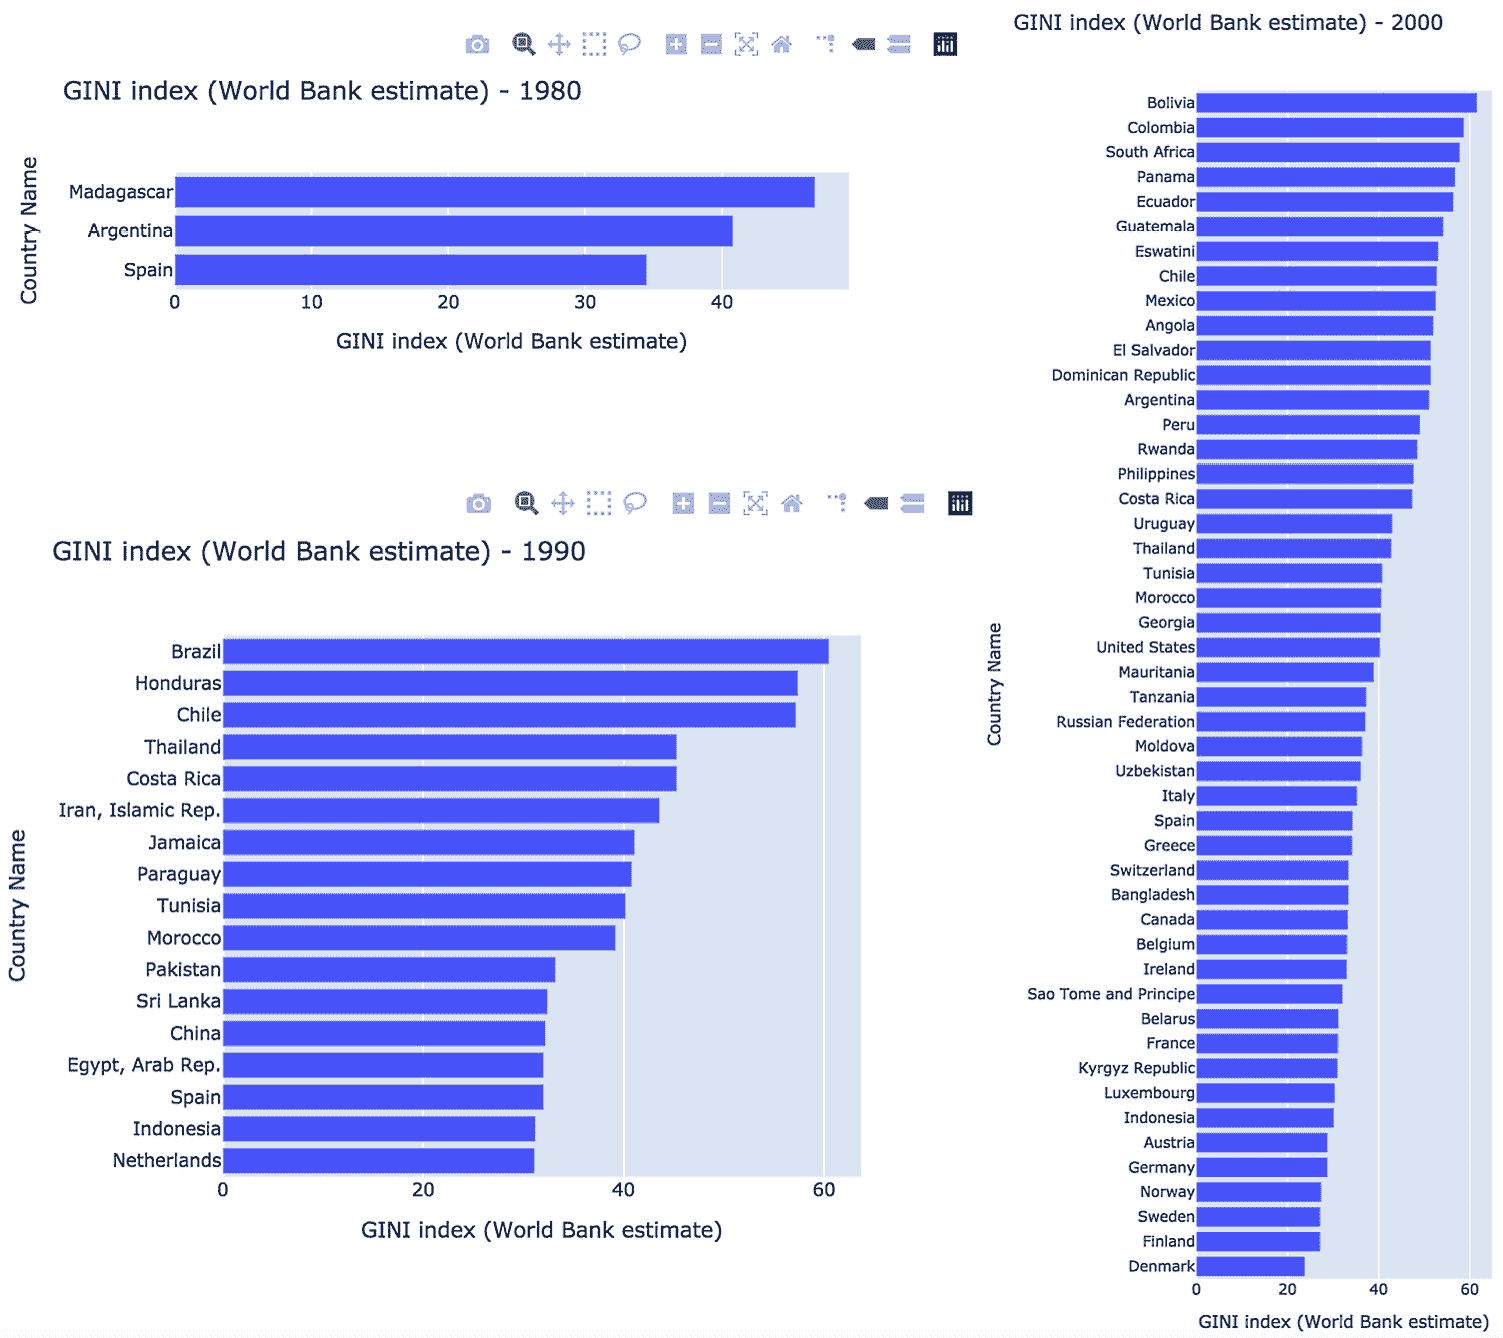 GINI index (World Bank estimate) - 1980
Country Name
Madagascar
Argentina
Spain
0 10 20 30 40
GINI index (World Bank estimate)
GINI index (World Bank estimate) - 1990
Country Name
Brazil
Honduras
Chile
Thailand
Costa Rica
Iran, Islamic Rep.
Jamaica
Paraguay
Tunisia
Morocco
Pakistan
Sri Lanka
China
Egypt, Arab Rep.
Spain
Indonesia
Netherlands
0 20 40 60
GINI index (World Bank estimate)
GINI index (World Bank estimate) - 2000
Country Name
Bolivia
Colombia
South Africa
Panama
Ecuador
Guatemala
Eswatini
Chile
Mexico
Angola
El Salvador
Dominican Republic
Argentina
Peru
Rwanda
Philippines
Costa Rica
Uruguay
Thailand
Tunisia
Morocco
Georgia
United States
Mauritania
Tanzania
Russian Federation
Moldova
Uzbekistan
Italy
Spain
Greece
Switzerland
Bangladesh
Canada
Belgium
Ireland
Sao Tome and Principe
Belarus
France
Kyrgyz Republic
Luxembourg
Indonesia
Austria
Germany
Norway
Sweden
Finland
Denmark
0 20 40 60
GINI index (World Bank estimate)